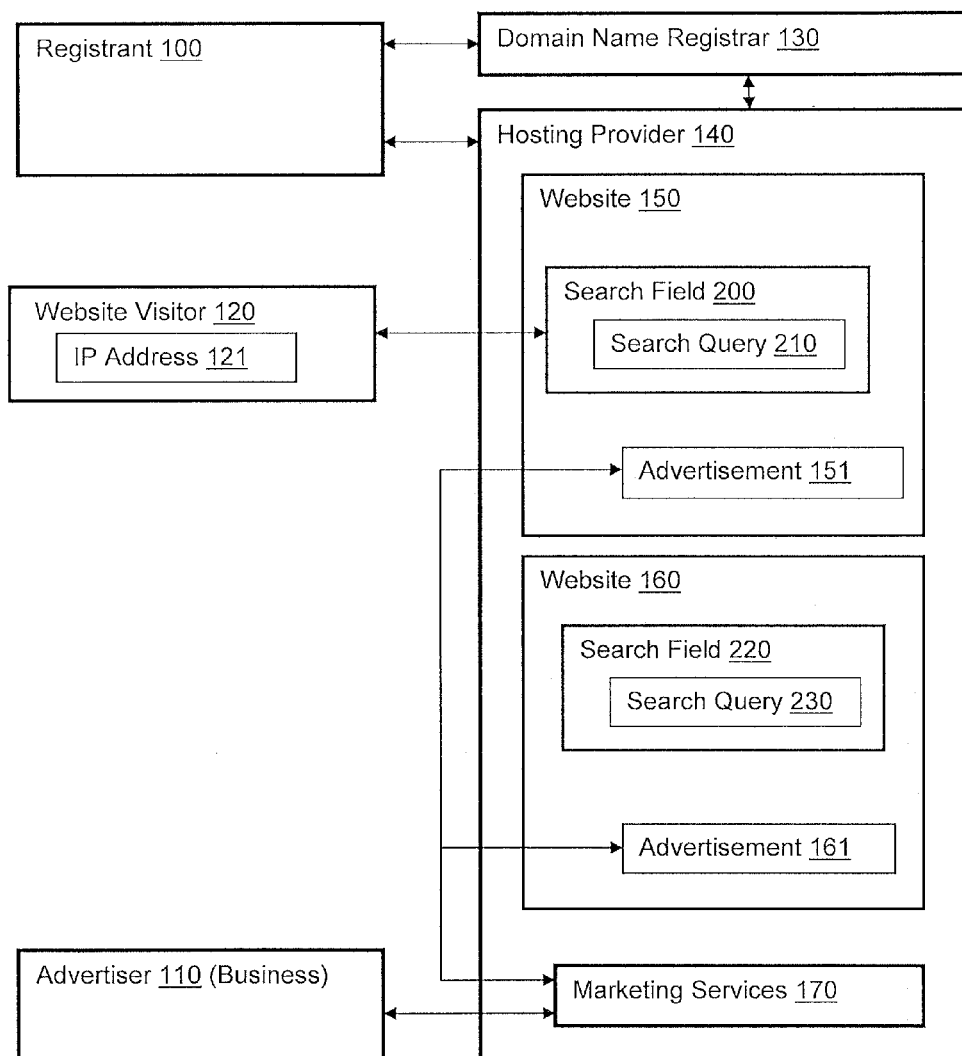 Registrant 100
Domain Name Registrar 130
Hosting Provider 140
Website 150
Search Field 200
Search Query 210
Website Visitor 120
IP Address 121
Advertisement 151
Website 160
Search Field 220
Search Query 230
Advertisement 161
Advertiser 110 (Business)
Marketing Services 170